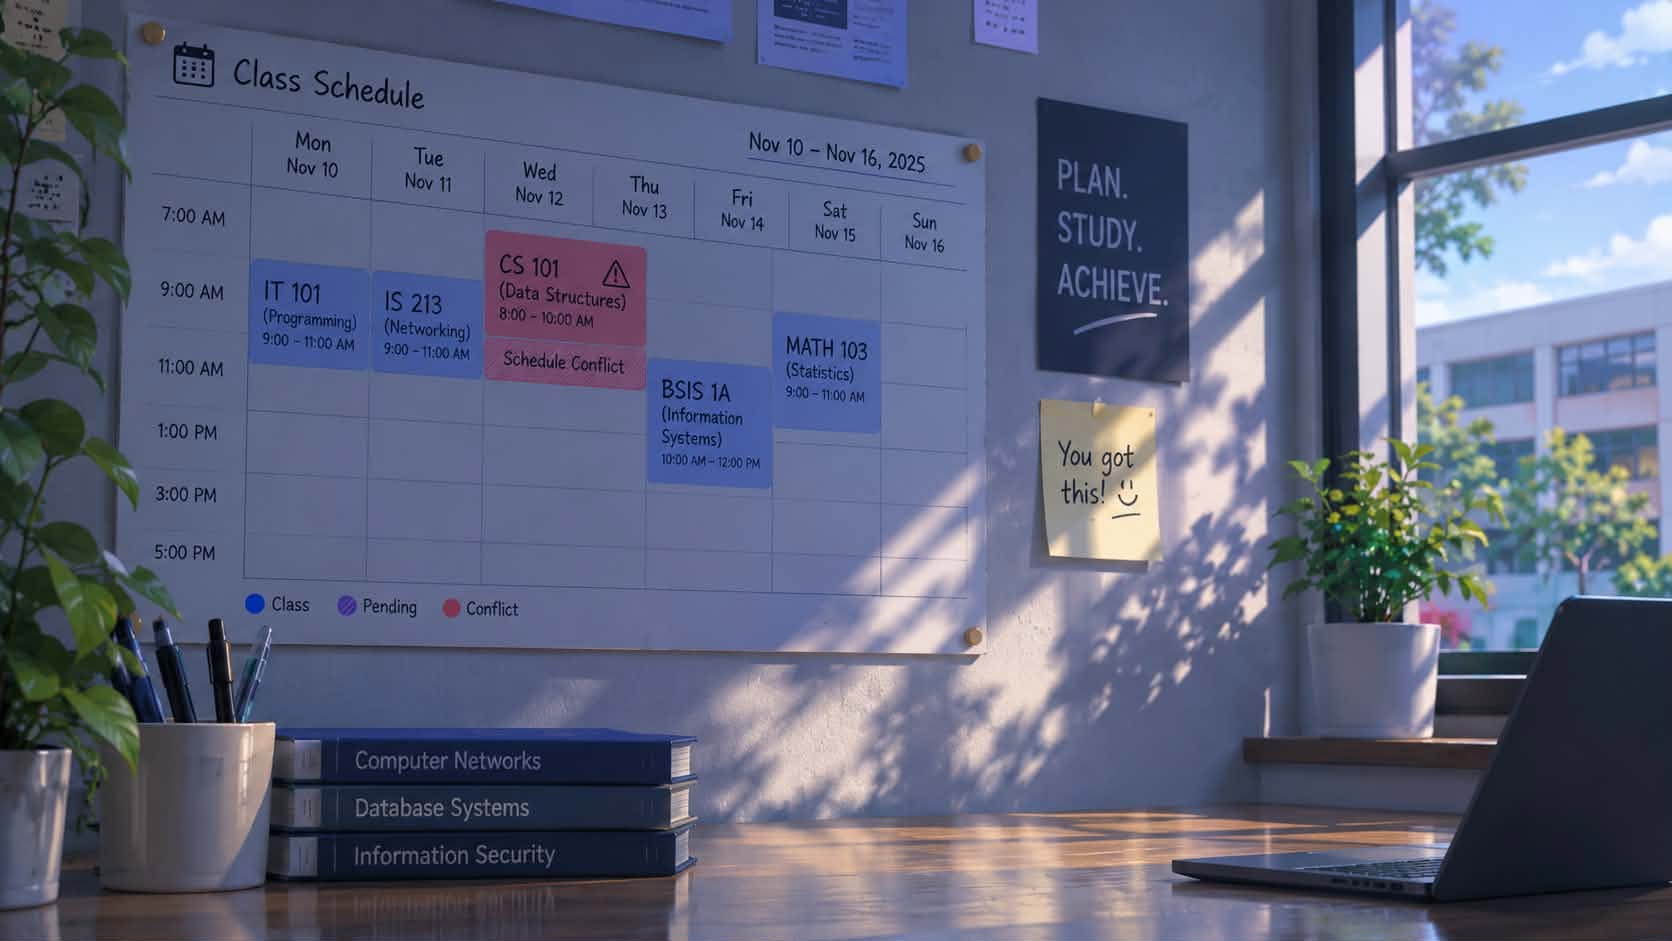 Class Schedule
Nov 10 – Nov 16, 2025
Mon
Nov 10
Tue
Nov 11
Wed
Nov 12
Thu
Nov 13
Fri
Nov 14
Sat
Nov 15
Sun
Nov 16
7:00 AM
9:00 AM
11:00 AM
1:00 PM
3:00 PM
5:00 PM
IT 101
(Programming)
9:00 – 11:00 AM
IS 213
(Networking)
9:00 – 11:00 AM
CS 101
(Data Structures)
8:00 – 10:00 AM
Schedule Conflict
BSIS 1A
(Information
Systems)
10:00 AM – 12:00 PM
MATH 103
(Statistics)
9:00 – 11:00 AM
Class
Pending
Conflict
PLAN.
STUDY.
ACHIEVE.
You got
this!
Computer Networks
Database Systems
Information Security